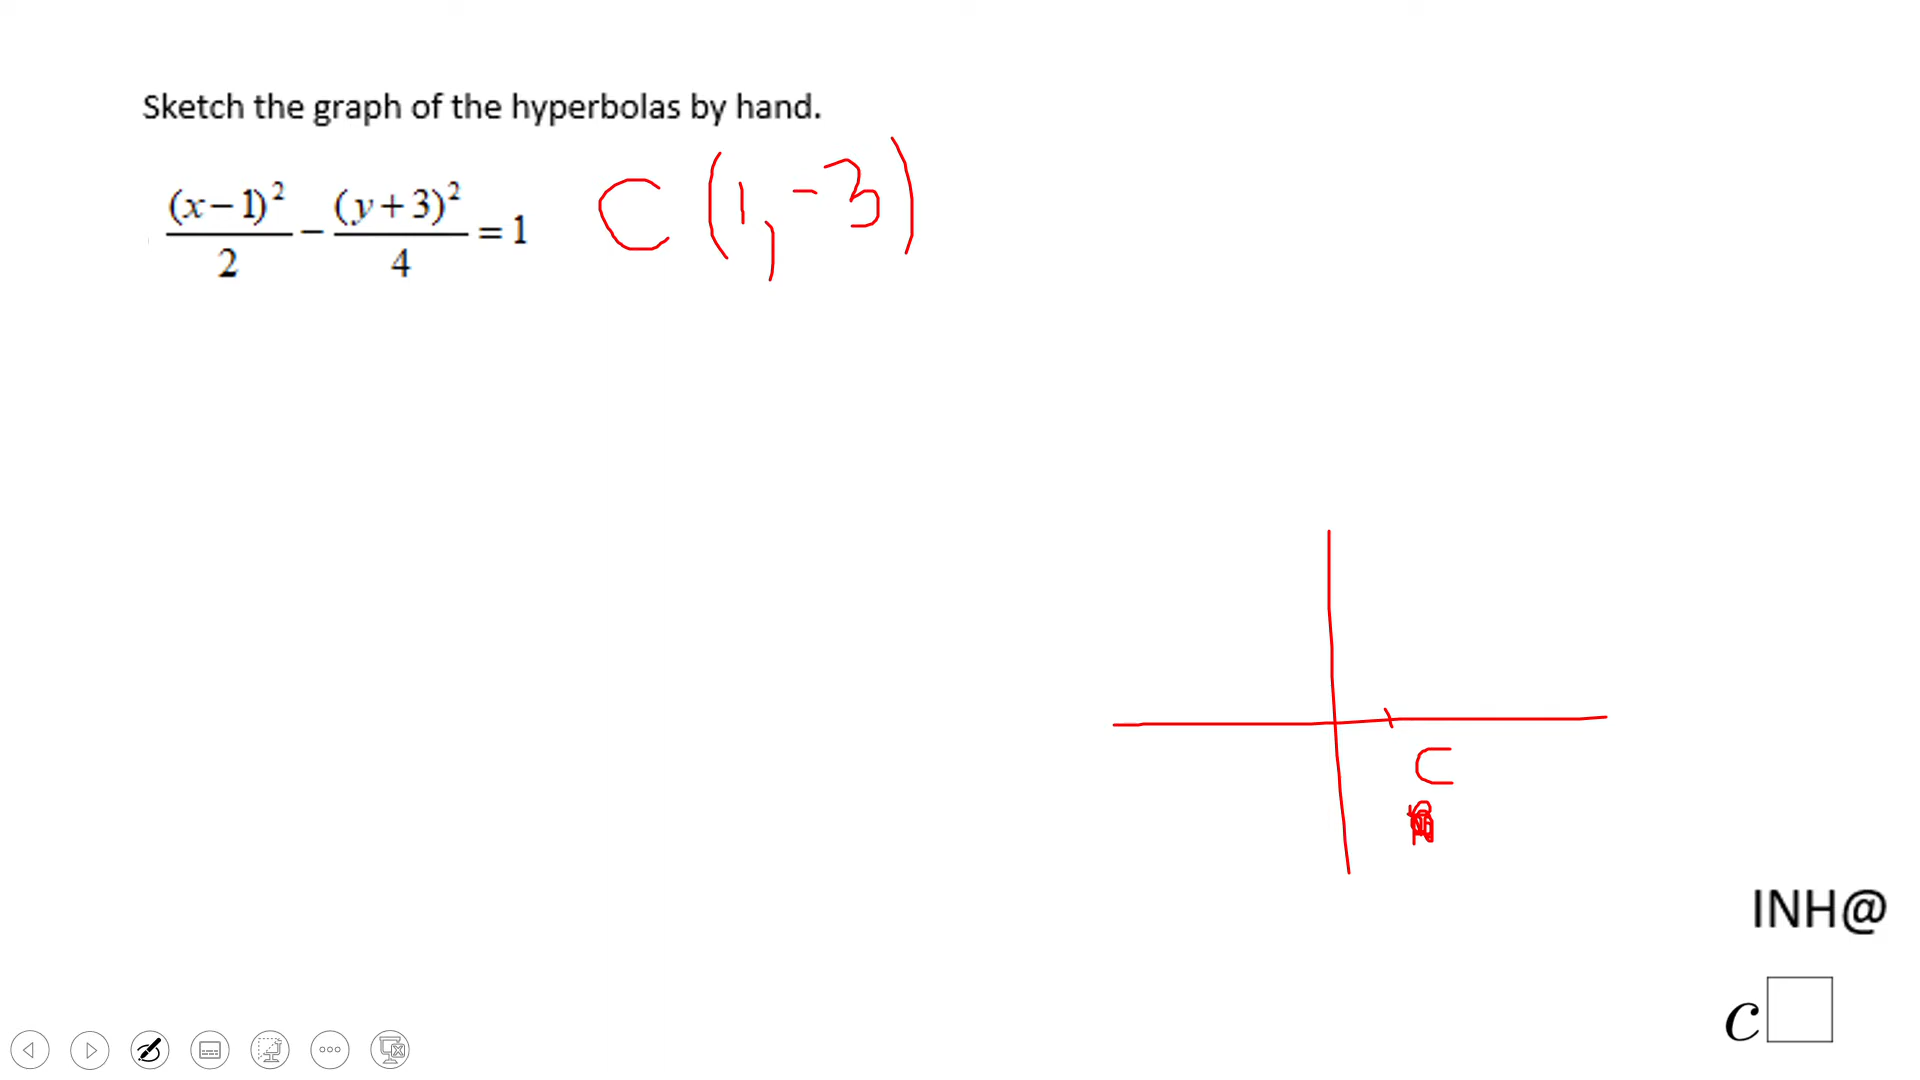 Sketch the graph of the hyperbolas by hand.
(x-1)²/2 - (y+3)²/4 = 1
C (1, -3)
C
INH@
c